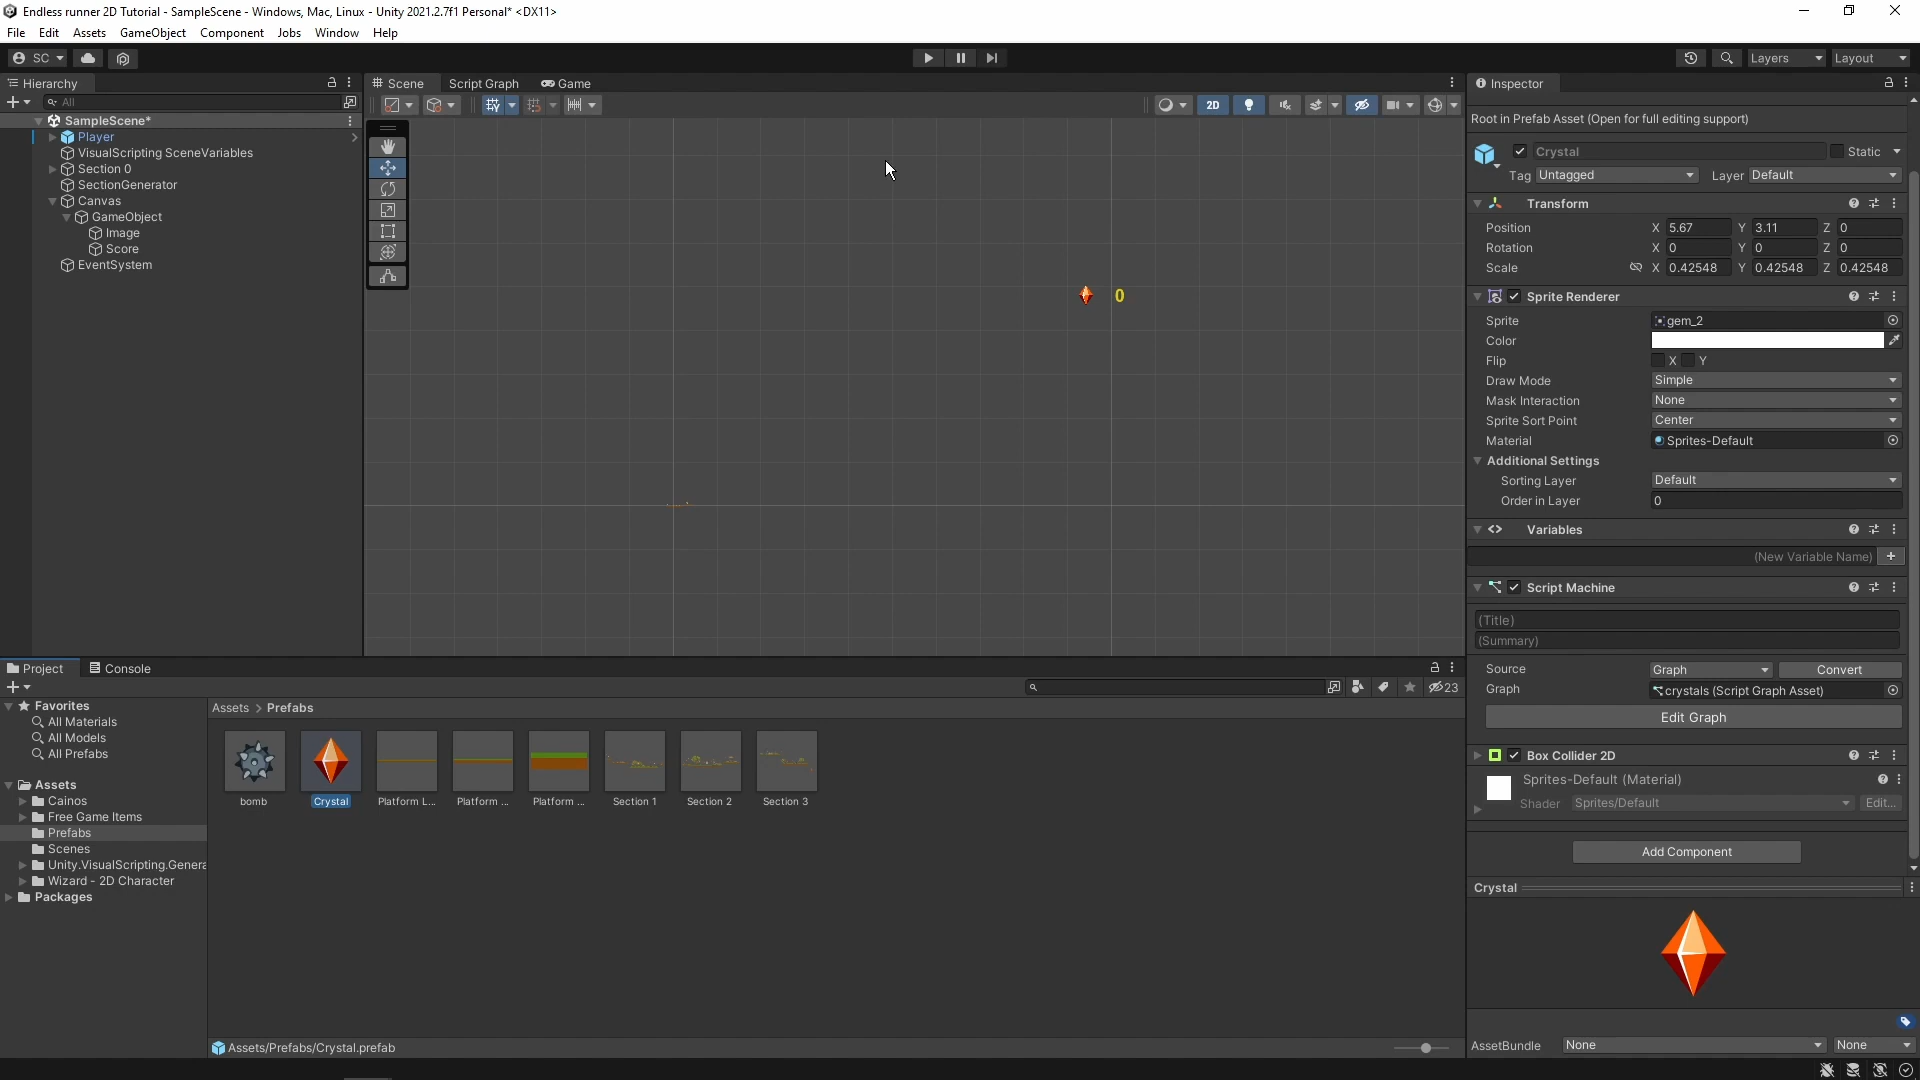 Endless runner 2D Tutorial - SampleScene - Windows, Mac, Linux - Unity 2021.2.7f1 Personal* <DX11>
File Edit Assets GameObject Component Jobs Window Help
SC
Layers Layout
Hierarchy
All
SampleScene*
Player
VisualScripting SceneVariables
Section 0
SectionGenerator
Canvas
GameObject
Image
Score
EventSystem
Scene Script Graph Game
2D
0
Inspector
Root in Prefab Asset (Open for full editing support)
Crystal Static
Tag Untagged Layer Default
Transform
Position X 5.67 Y 3.11 Z 0
Rotation X 0 Y 0 Z 0
Scale X 0.42548 Y 0.42548 Z 0.42548
Sprite Renderer
Sprite gem_2
Color
Flip X Y
Draw Mode Simple
Mask Interaction None
Sprite Sort Point Center
Material Sprites-Default
Additional Settings
Sorting Layer Default
Order in Layer 0
Variables
(New Variable Name) +
Script Machine
(Title)
(Summary)
Source Graph Convert
Graph crystals (Script Graph Asset)
Edit Graph
Box Collider 2D
Sprites-Default (Material)
Shader Sprites/Default Edit...
Add Component
Crystal
AssetBundle None None
Project Console
23
Favorites
All Materials
All Models
All Prefabs
Assets
Cainos
Free Game Items
Prefabs
Scenes
Unity.VisualScripting.Genera
Wizard - 2D Character
Packages
Assets > Prefabs
bomb Crystal Platform L... Platform ... Platform ... Section 1 Section 2 Section 3
Assets/Prefabs/Crystal.prefab